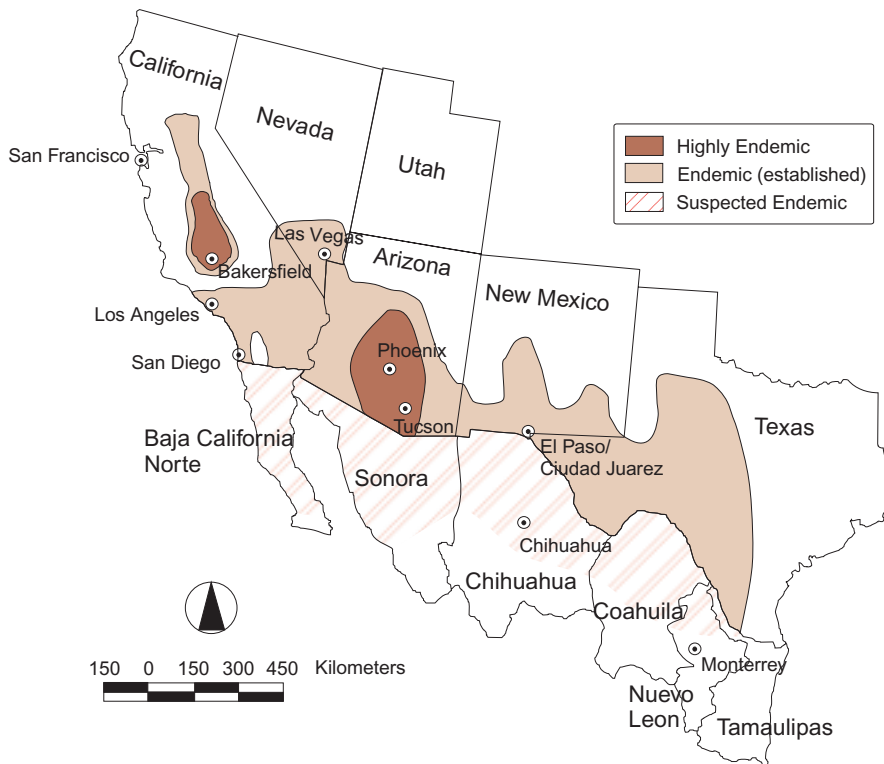 California
Nevada
Utah
San Francisco
Highly Endemic
Endemic (established)
Suspected Endemic
Las Vegas
Bakersfield
Arizona
New Mexico
Los Angeles
San Diego
Phoenix
Tucson
Texas
Baja California
Norte
Sonora
El Paso/
Ciudad Juarez
Chihuahua
Chihuahua
Coahuila
Monterrey
Nuevo
Leon
Tamaulipas
150 0 150 300 450 Kilometers